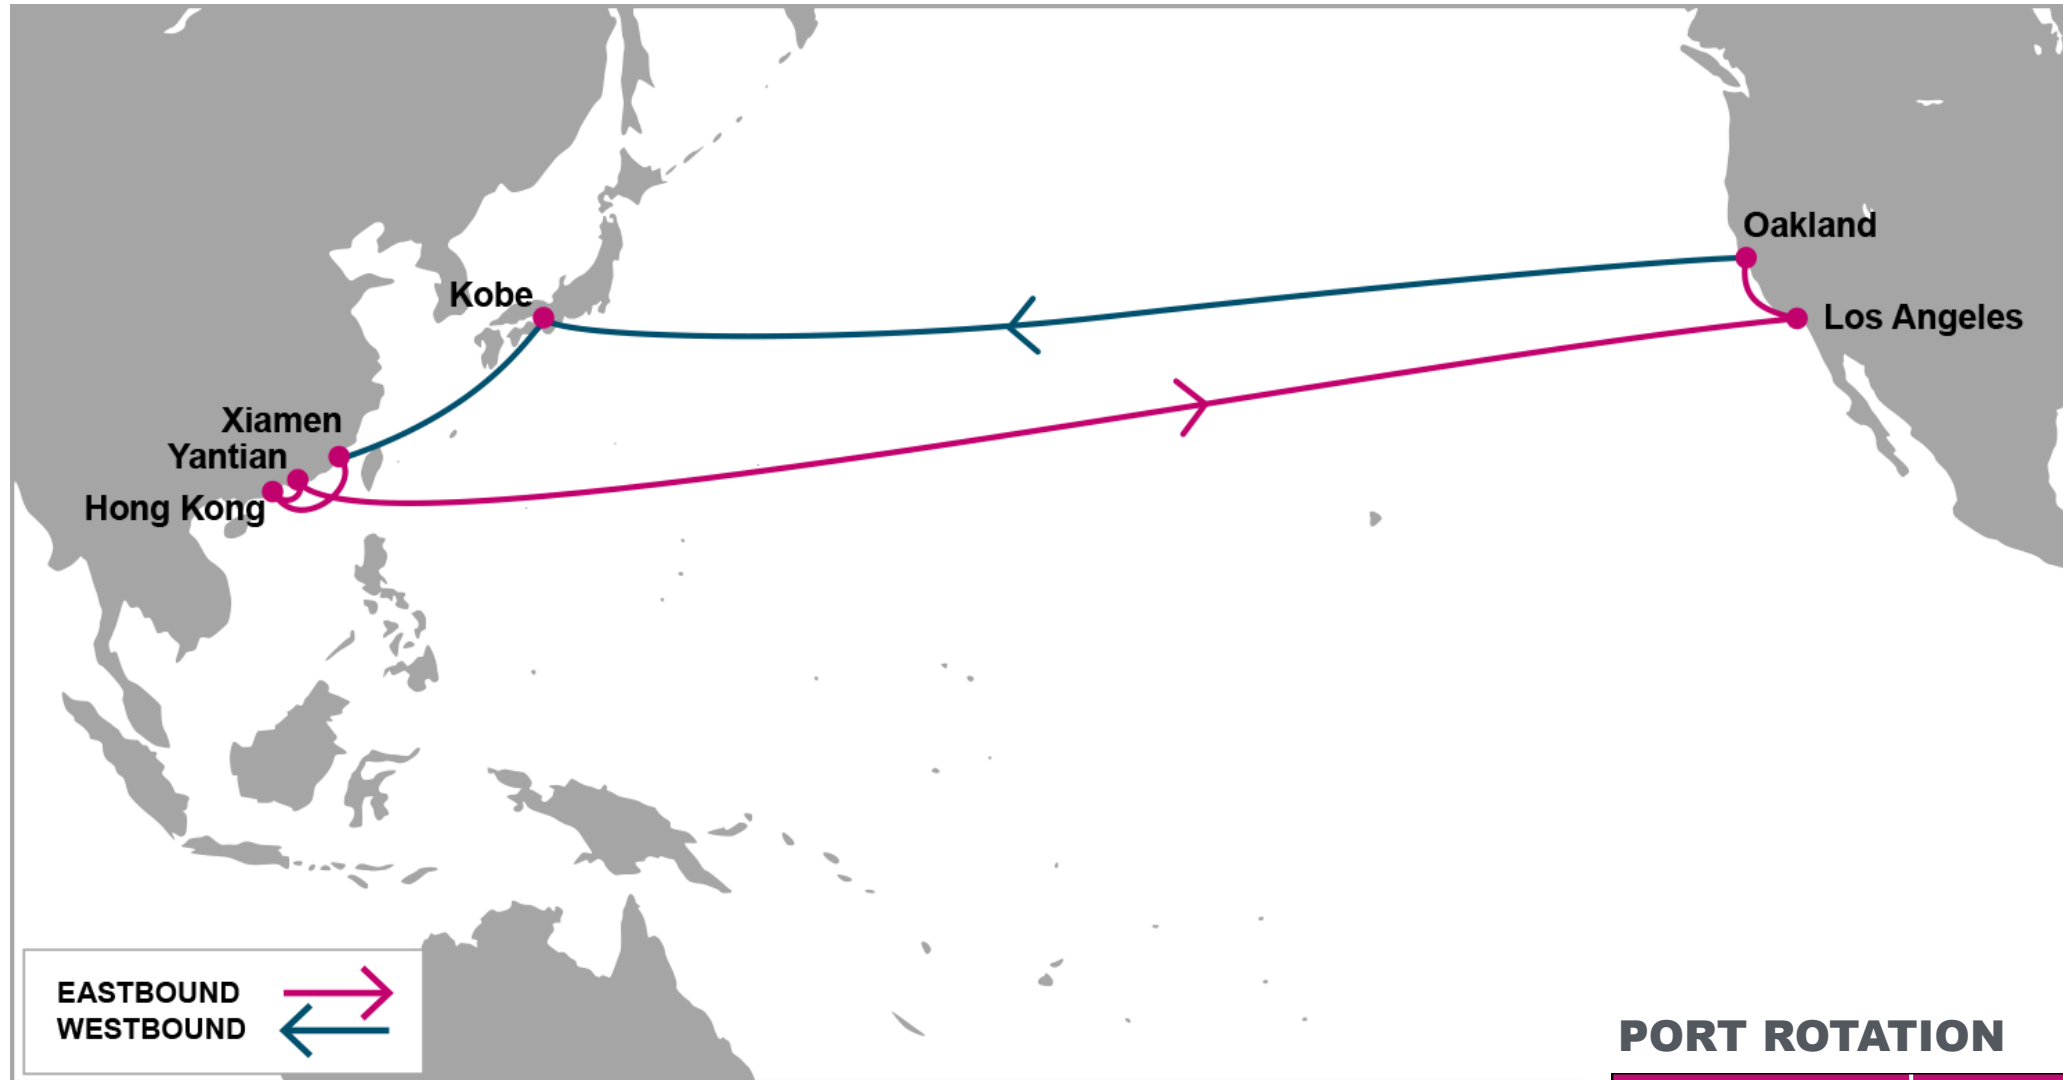 Oakland
Kobe
Los Angeles
Xiamen
Yantian
Hong Kong
EASTBOUND
WESTBOUND
PORT ROTATION